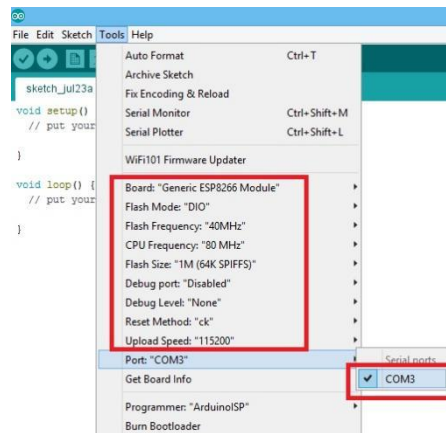 File Edit Sketch Tools Help
sketch_jul23a
void setup()
// put your
}
void loop() {
// put your
}
Auto Format Ctrl+T
Archive Sketch
Fix Encoding & Reload
Serial Monitor Ctrl+Shift+M
Serial Plotter Ctrl+Shift+L
WiFi101 Firmware Updater
Board: "Generic ESP8266 Module"
Flash Mode: "DIO"
Flash Frequency: "40MHz"
CPU Frequency: "80 MHz"
Flash Size: "1M (64K SPIFFS)"
Debug port: "Disabled"
Debug Level: "None"
Reset Method: "ck"
Upload Speed: "115200"
Port: "COM3"
Get Board Info
Programmer: "ArduinoISP"
Burn Bootloader
Serial ports
COM3